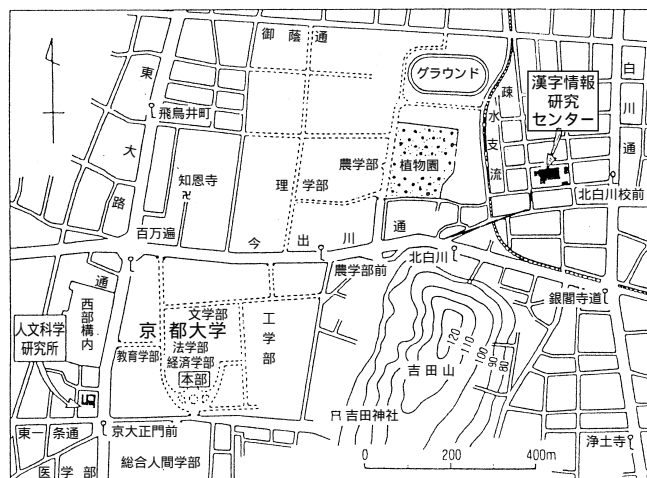 御蔭通
東大路
飛鳥井町
知恩寺
理学部
農学部
植物園
グラウンド
疎水支流
漢字情報
研究
センター
白川通
北白川校前
百万遍
今出川通
農学部前
北白川
銀閣寺道
通
西部構内
人文科学
研究所
京都大学
文学部
法学部
経済学部
教育学部
本部
工学部
吉田山
120
110
100
90
80
吉田神社
東一条通
京大正門前
総合人間学部
医学部
浄土寺
0 200 400m